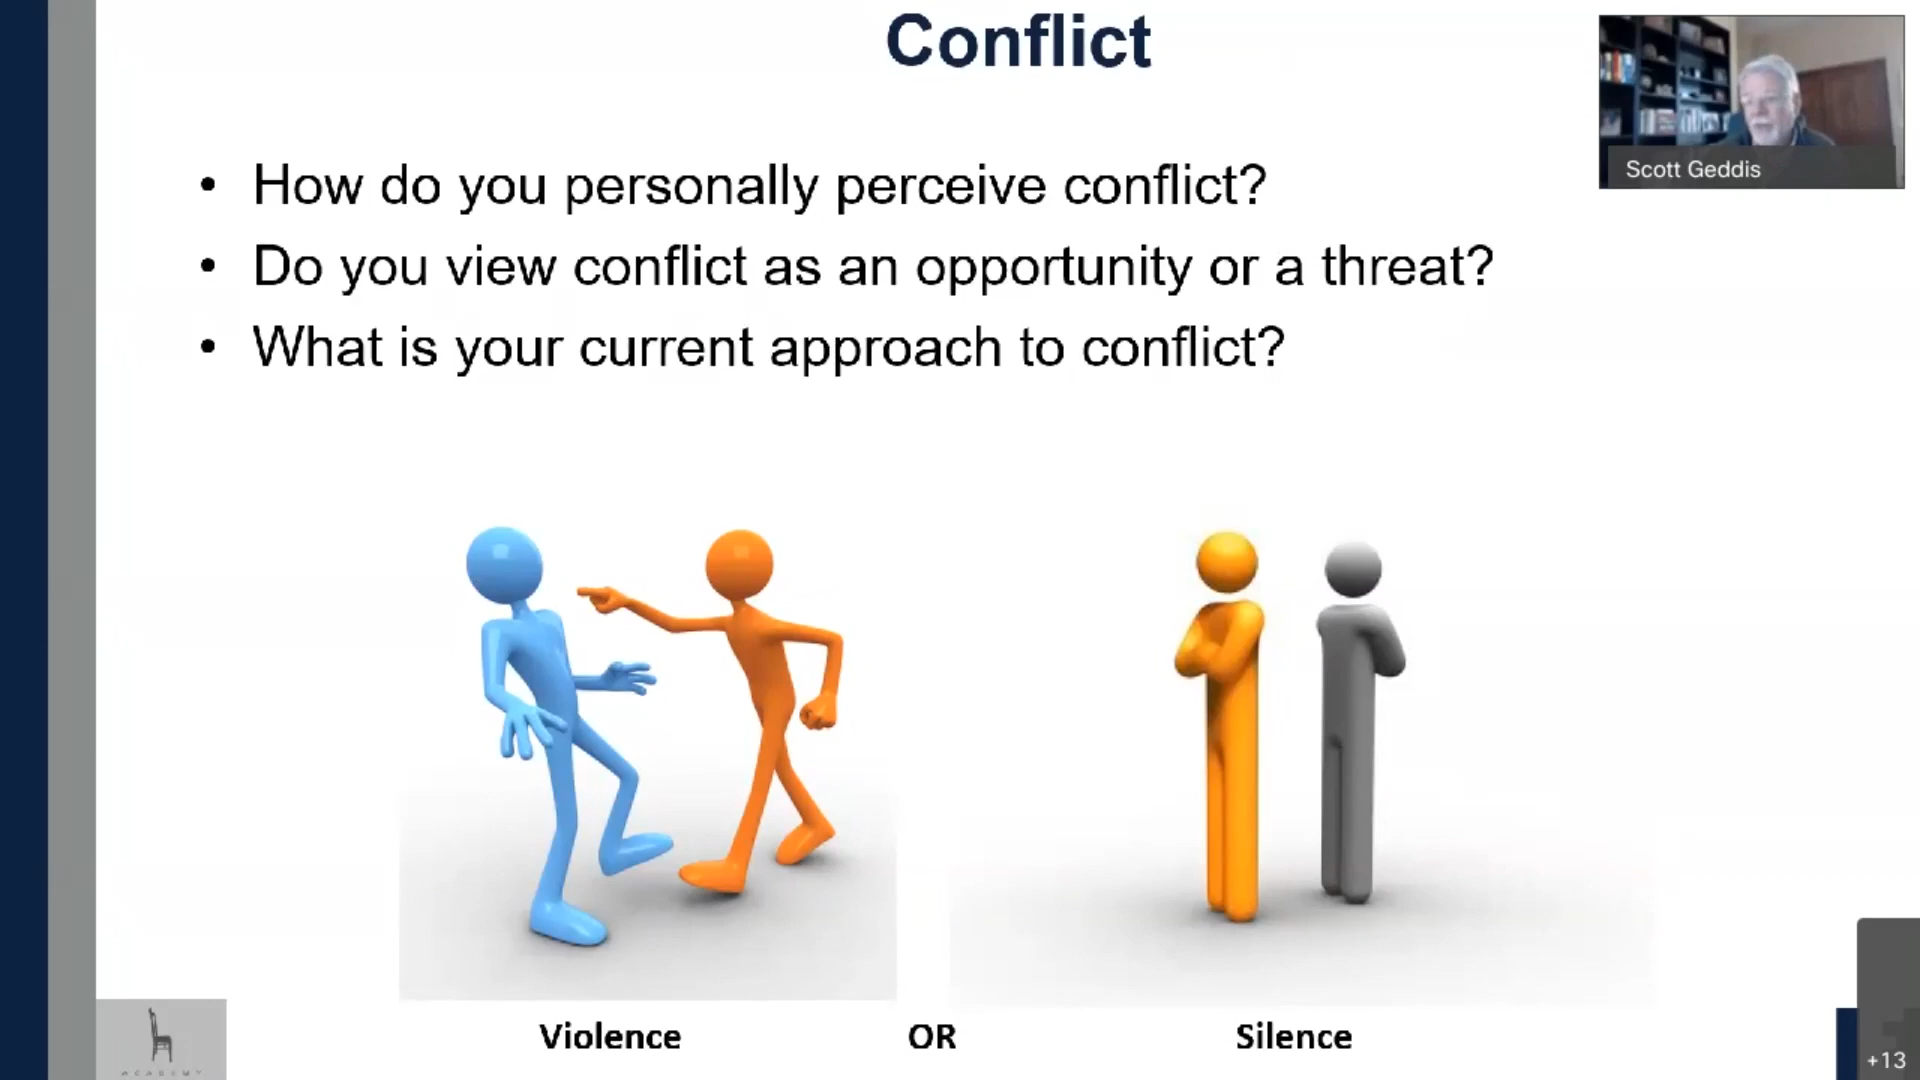 Conflict
Scott Geddis
• How do you personally perceive conflict?
• Do you view conflict as an opportunity or a threat?
• What is your current approach to conflict?
Violence OR Silence
ACADEMY
+13